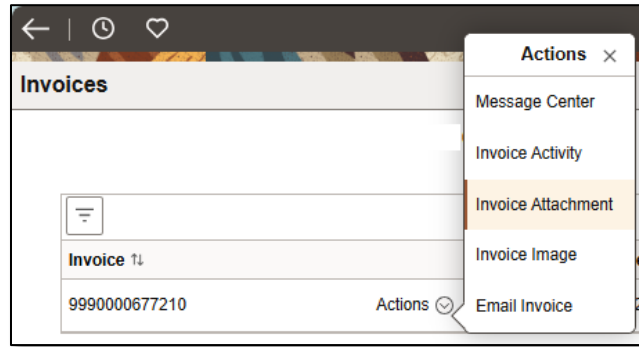 Invoices
Invoice
9990000677210
Actions
Actions
Message Center
Invoice Activity
Invoice Attachment
Invoice Image
Email Invoice